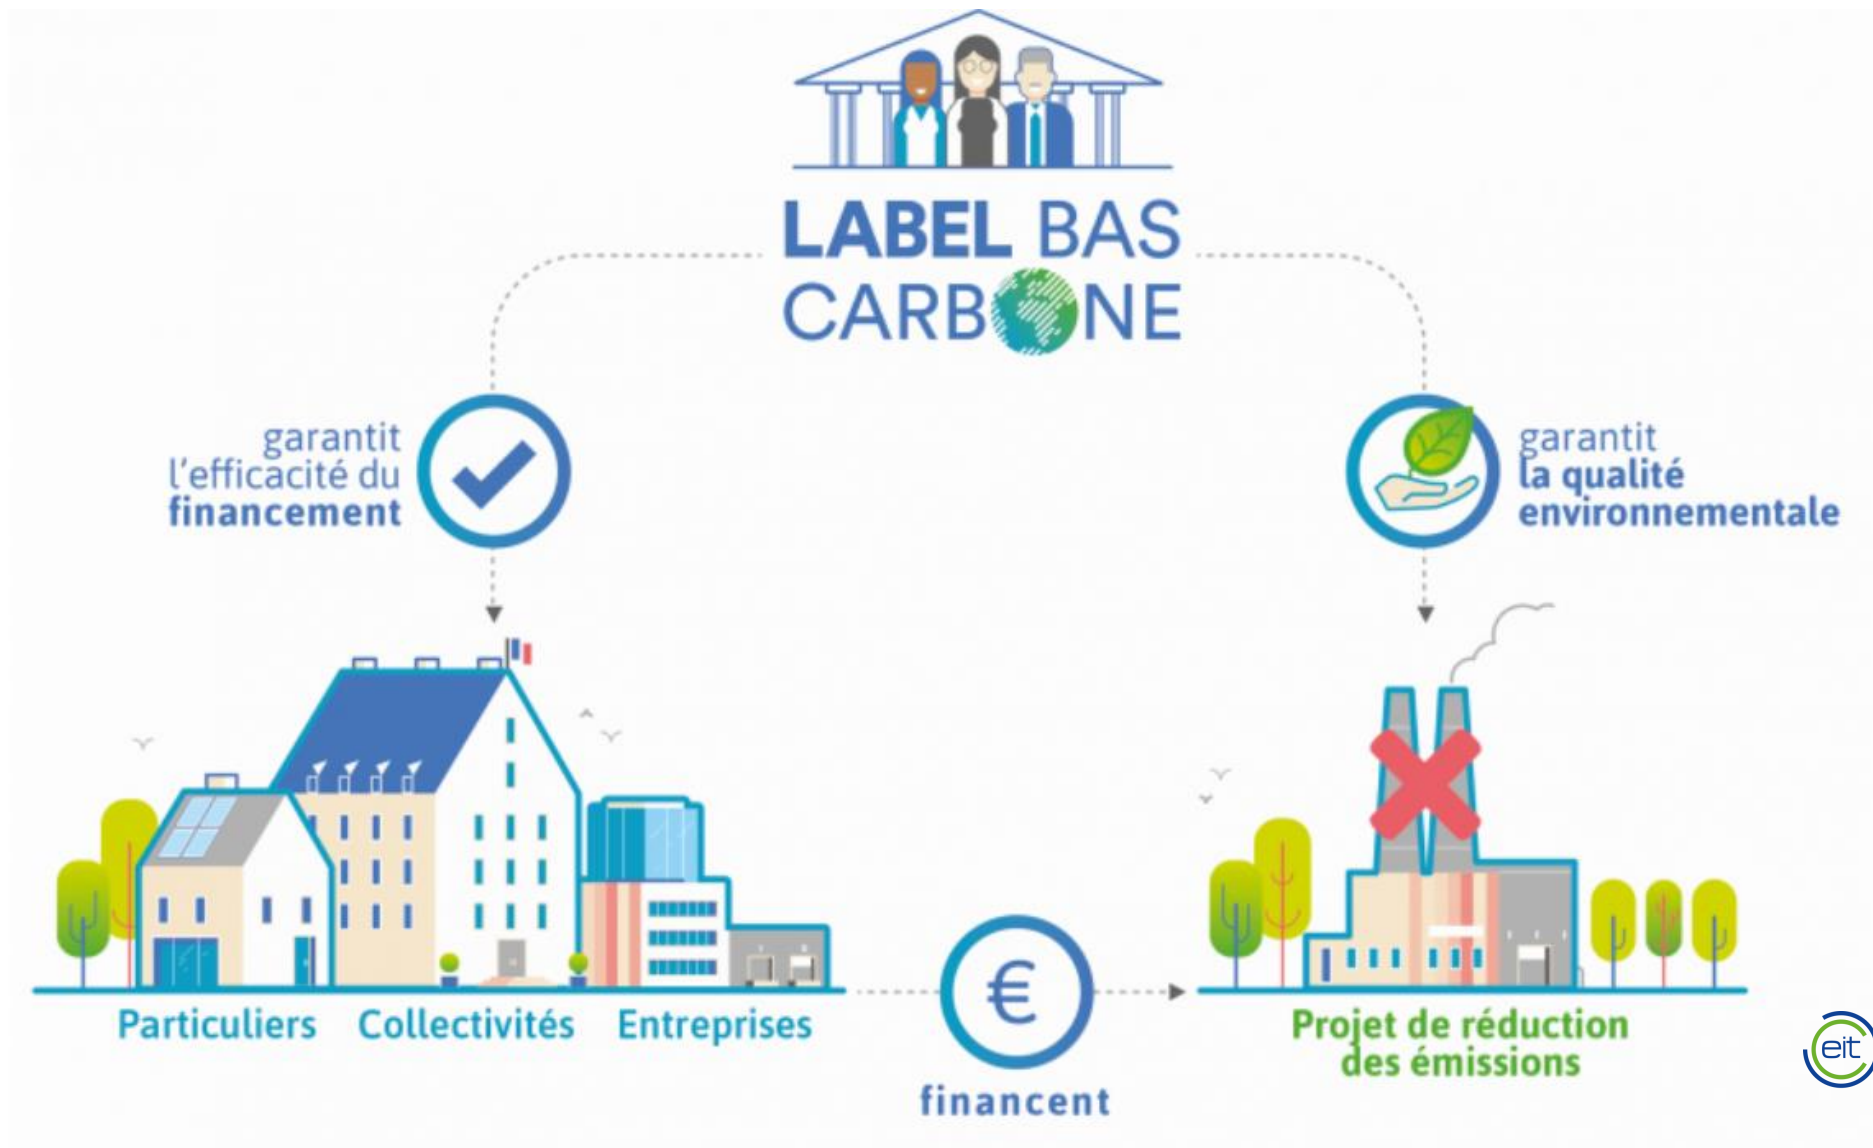 LABEL BAS
CARBONE
garantit
l'efficacité du
financement
garantit
la qualité
environnementale
Particuliers
Collectivités
Entreprises
€
financent
Projet de réduction
des émissions
eit